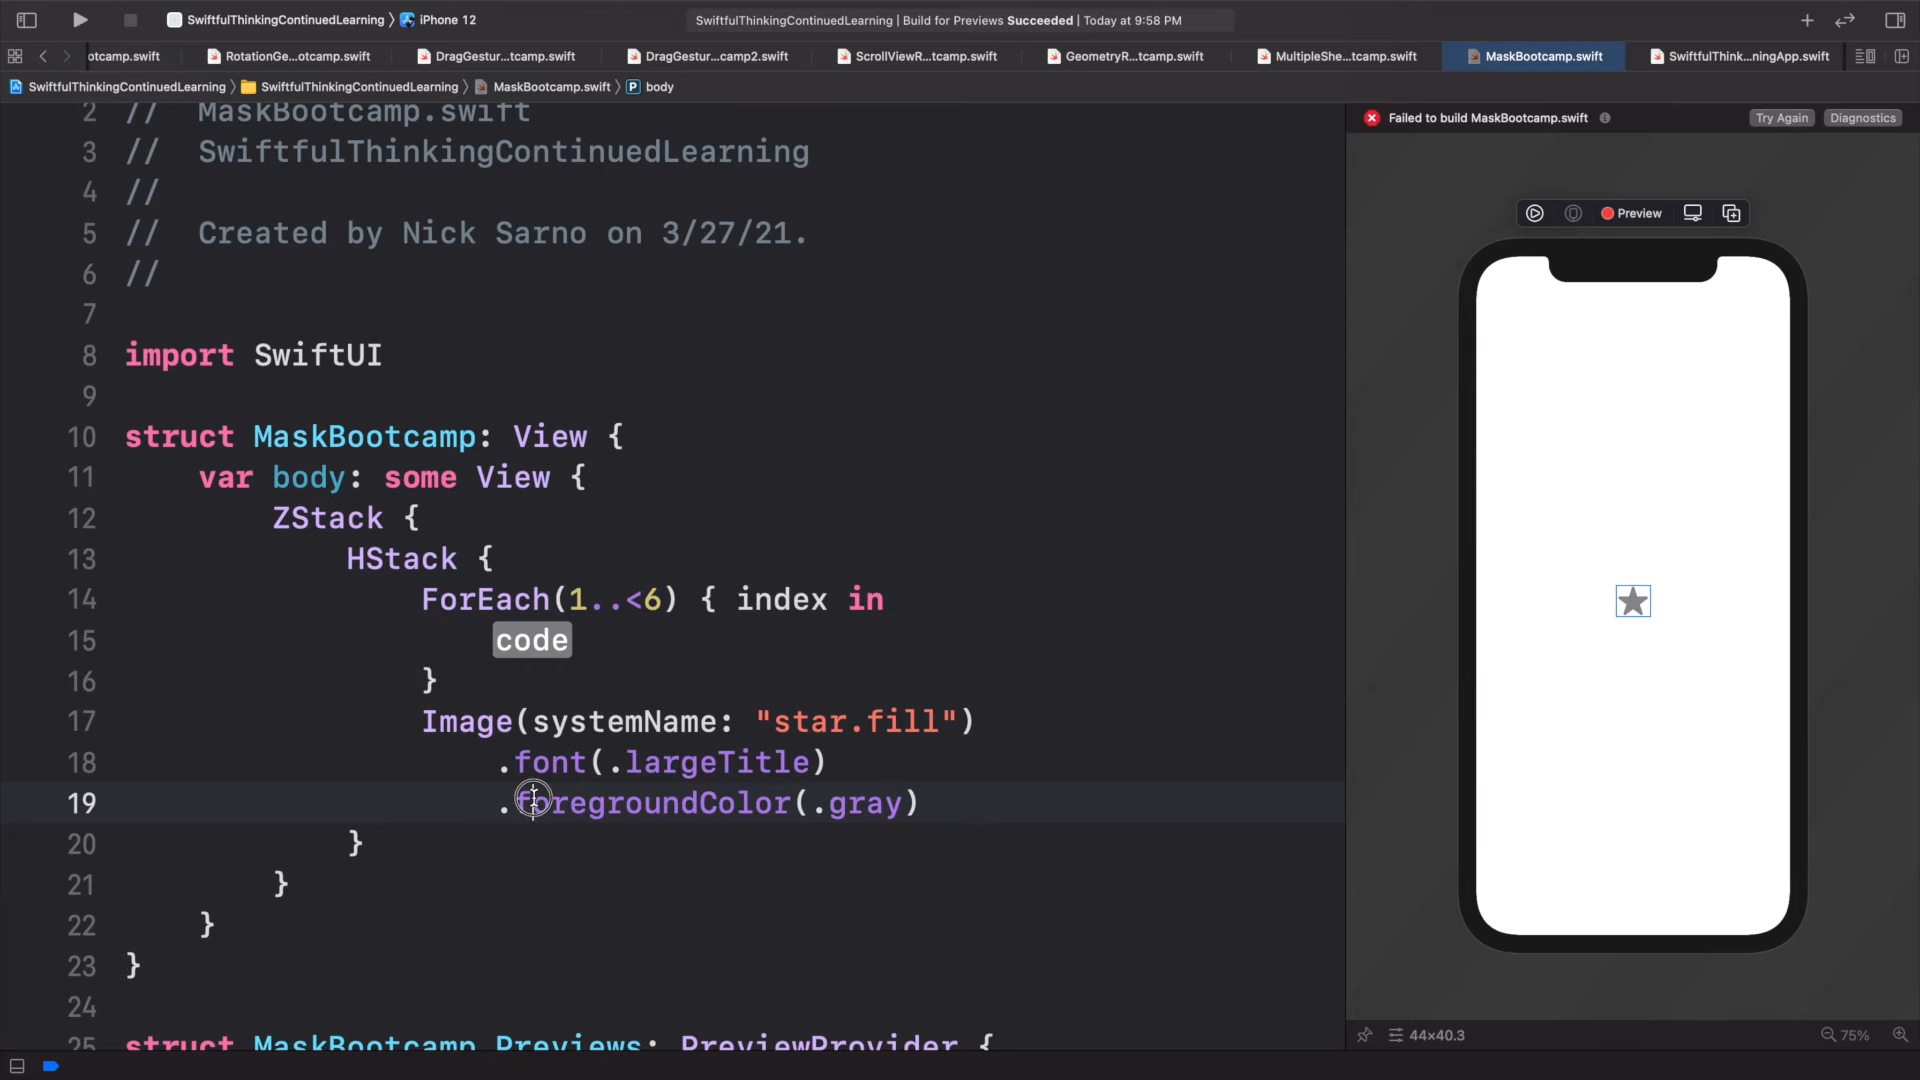 SwiftfulThinkingContinuedLearning 〉 iPhone 12
SwiftfulThinkingContinuedLearning | Build for Previews Succeeded | Today at 9:58 PM
otcamp.swift
RotationGe...otcamp.swift
DragGestur...tcamp.swift
DragGestur...camp2.swift
ScrollViewR...tcamp.swift
GeometryR...tcamp.swift
MultipleShe...tcamp.swift
MaskBootcamp.swift
SwiftfulThink...ningApp.swift
SwiftfulThinkingContinuedLearning 〉 SwiftfulThinkingContinuedLearning 〉 MaskBootcamp.swift 〉 P body
2 //  MaskBootcamp.swift
3 //  SwiftfulThinkingContinuedLearning
4 //
5 //  Created by Nick Sarno on 3/27/21.
6 //
7
8 import SwiftUI
9
10 struct MaskBootcamp: View {
11     var body: some View {
12         ZStack {
13             HStack {
14                 ForEach(1..<6) { index in
15                     code
16                 }
17                 Image(systemName: "star.fill")
18                     .font(.largeTitle)
19                     .foregroundColor(.gray)
20             }
21         }
22     }
23 }
24
25 struct MaskBootcamp_Previews: PreviewProvider {
Failed to build MaskBootcamp.swift
Try Again
Diagnostics
Preview
44×40.3
75%